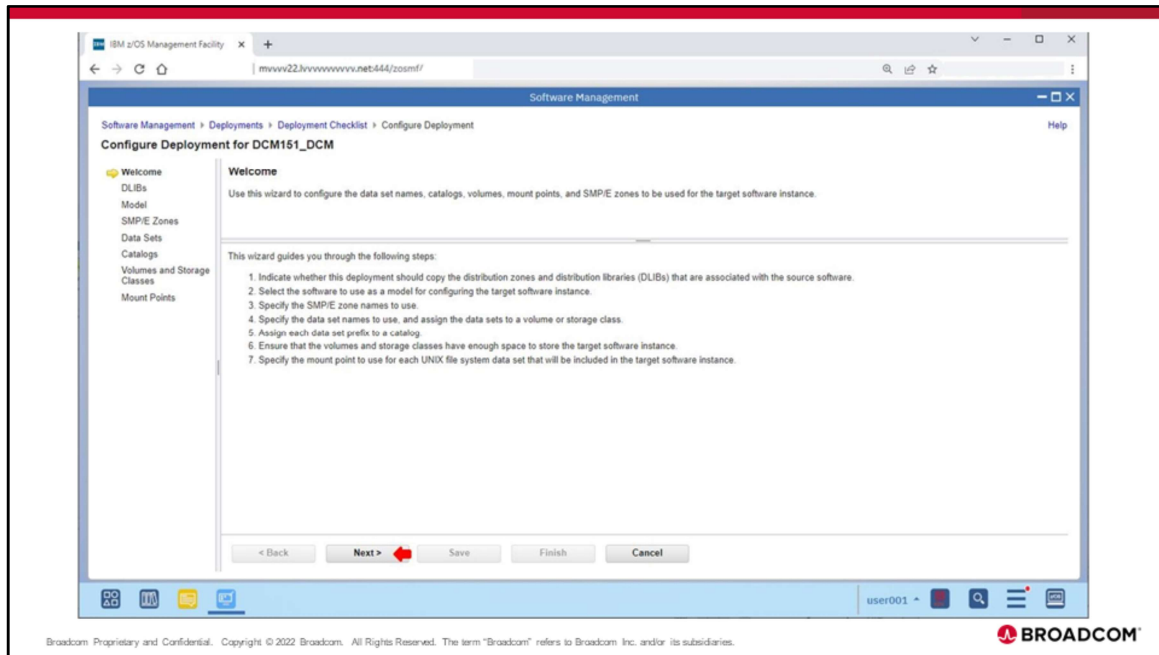 IBM z/OS Management Facility
mvvvv22.lvvvvvvvvvv.net:444/zosmf/
Software Management
Software Management Deployments Deployment Checklist Configure Deployment
Help
Configure Deployment for DCM151_DCM
Welcome
DLIBs
Model
SMP/E Zones
Data Sets
Catalogs
Volumes and Storage
Classes
Mount Points
Welcome
Use this wizard to configure the data set names, catalogs, volumes, mount points, and SMP/E zones to be used for the target software instance.
This wizard guides you through the following steps:
1. Indicate whether this deployment should copy the distribution zones and distribution libraries (DLIBs) that are associated with the source software.
2. Select the software to use as a model for configuring the target software instance.
3. Specify the SMP/E zone names to use.
4. Specify the data set names to use, and assign the data sets to a volume or storage class.
5. Assign each data set prefix to a catalog.
6. Ensure that the volumes and storage classes have enough space to store the target software instance.
7. Specify the mount point to use for each UNIX file system data set that will be included in the target software instance.
< Back
Next >
Save
Finish
Cancel
user001
Broadcom Proprietary and Confidential. Copyright © 2022 Broadcom. All Rights Reserved. The term “Broadcom” refers to Broadcom Inc. and/or its subsidiaries.
BROADCOM